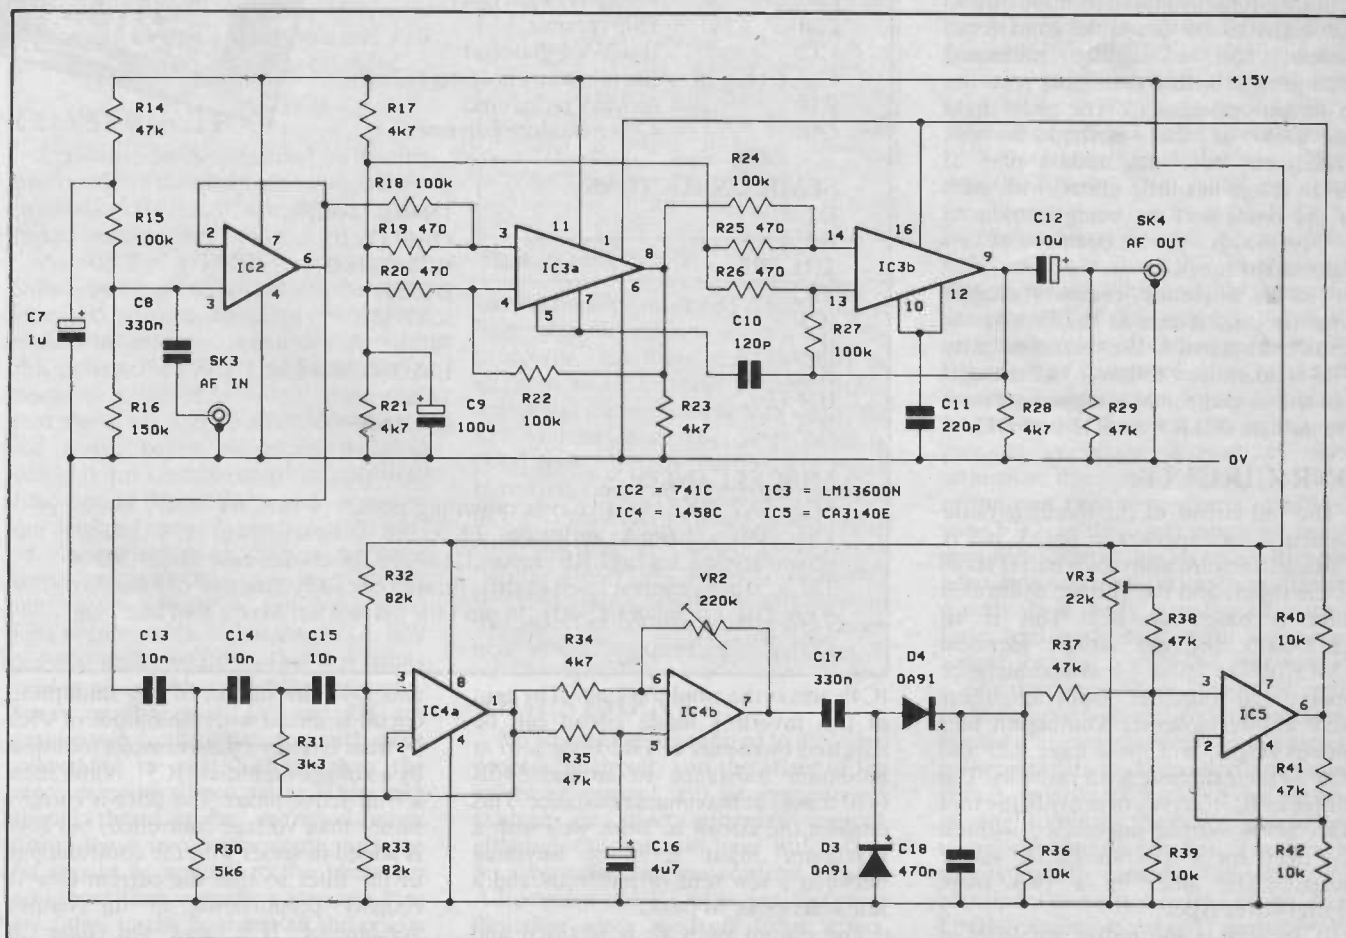 +15V
R14
47k
R17
4k7
R18 100k
R24
100k
C12
10u
+
SK4
AF OUT
R15
100k
2
7
IC2
6
3
4
R19 470
R20 470
3
11
1
IC3a
8
4
7
6
5
R25 470
R26 470
14
16
IC3b
9
13
12
10
C8
330n
C7
1u
+
SK3
AF IN
C10
120p
R27
100k
R16
150k
R21
4k7
+
C9
100u
R22
100k
R23
4k7
C11
220p
R28
4k7
R29
47k
0V
IC2 = 741C IC3 = LM13600N
IC4 = 1458C IC5 = CA3140E
R32
82k
VR2
220k
VR3
22k
R38
47k
R40
10k
C13
10n
C14
10n
C15
10n
R34
4k7
C17
330n
D4
OA91
R37
47k
3
8
IC4a
1
2
4
6
IC4b
7
5
3
7
IC5
6
2
4
R31
3k3
R35
47k
R41
47k
R30
5k6
R33
82k
+
C16
4u7
D3
OA91
C18
470n
R36
10k
R39
10k
R42
10k